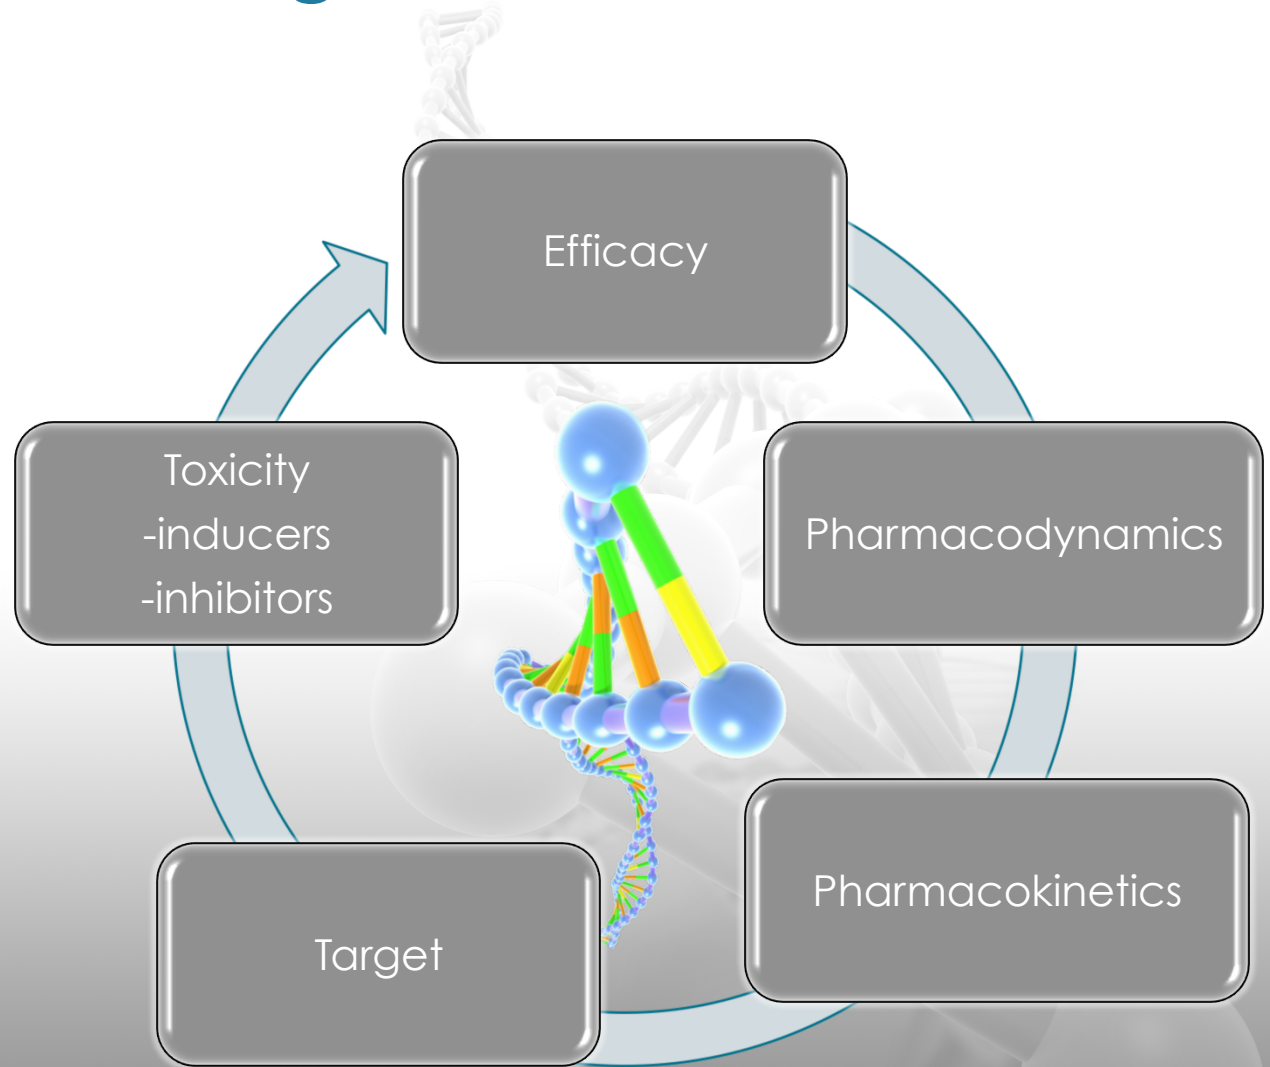 Efficacy
Pharmacodynamics
Pharmacokinetics
Target
Toxicity
-inducers
-inhibitors